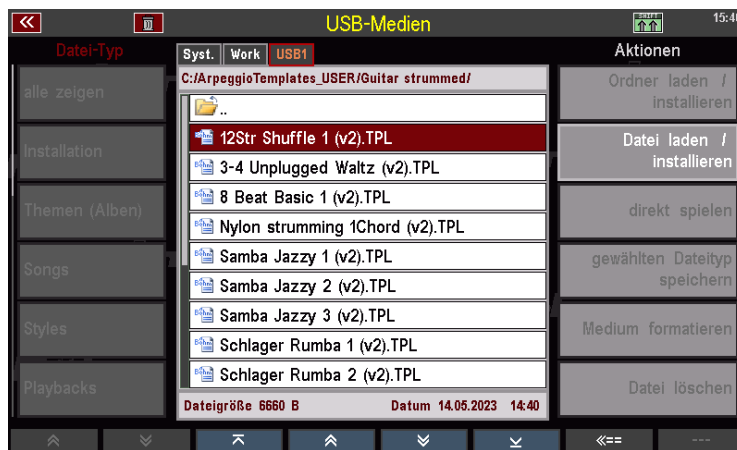 USB-Medien
SHIFT
15:40
Datei-Typ
Syst. Work USB1
Aktionen
C:/ArpeggioTemplates_USER/Guitar strummed/
alle zeigen
Installation
Themen (Alben)
Songs
Styles
Playbacks
..
12Str Shuffle 1 (v2).TPL
3-4 Unplugged Waltz (v2).TPL
8 Beat Basic 1 (v2).TPL
Nylon strumming 1Chord (v2).TPL
Samba Jazzy 1 (v2).TPL
Samba Jazzy 2 (v2).TPL
Samba Jazzy 3 (v2).TPL
Schlager Rumba 1 (v2).TPL
Schlager Rumba 2 (v2).TPL
Dateigröße 6660 B Datum 14.05.2023 14:40
Ordner laden /
installieren
Datei laden /
installieren
direkt spielen
gewählten Dateityp
speichern
Medium formatieren
Datei löschen
«==
---